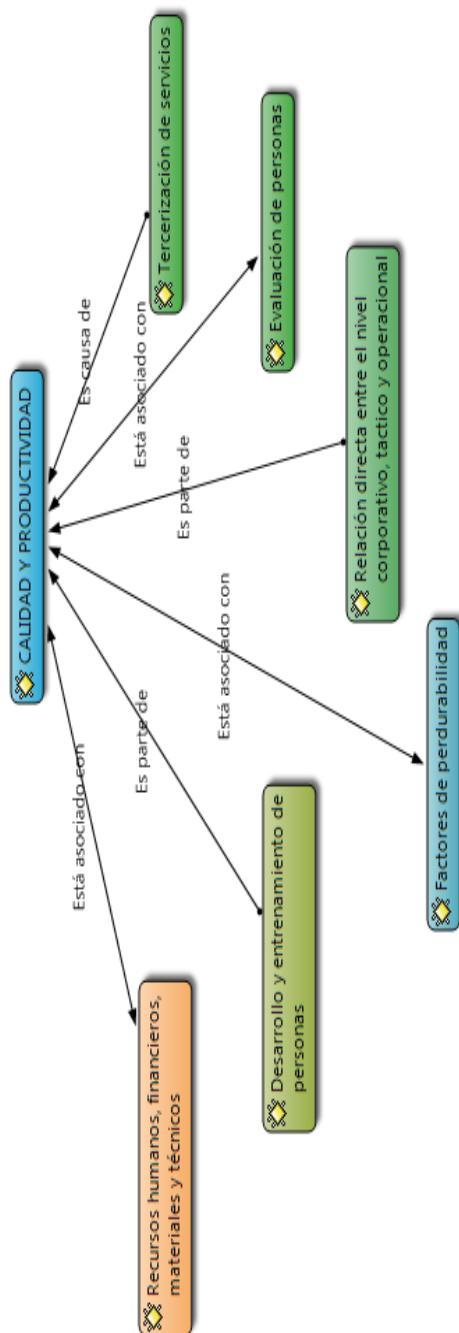 CALIDAD Y PRODUCTIVIDAD
Está asociado con
Es parte de
Está asociado con
Es parte de
Está asociado con
Es causa de
Recursos humanos, financieros,
materiales y técnicos
Desarrollo y entrenamiento de
personas
Factores de perdurabilidad
Relación directa entre el nivel
corporativo, tactico y operacional
Evaluación de personas
Tercerización de servicios